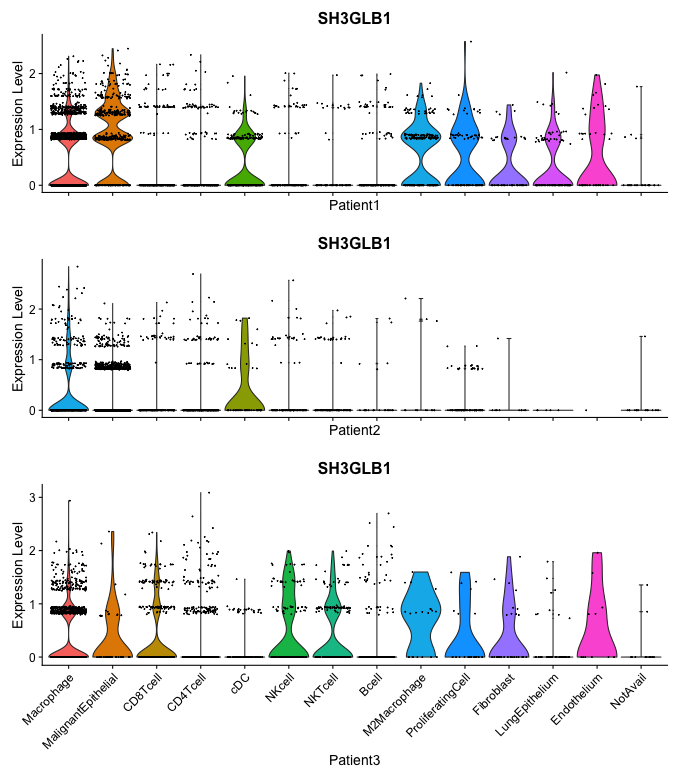 SH3GLB1
Expression Level
2
1
0
Patient1
SH3GLB1
Expression Level
2
1
0
Patient2
SH3GLB1
Expression Level
3
2
1
0
Macrophage
MalignantEpithelial
CD8Tcell
CD4Tcell
cDC
NKcell
NKTcell
Bcell
M2Macrophage
ProliferatingCell
Fibroblast
LungEpithelium
Endothelium
NotAvail
Patient3